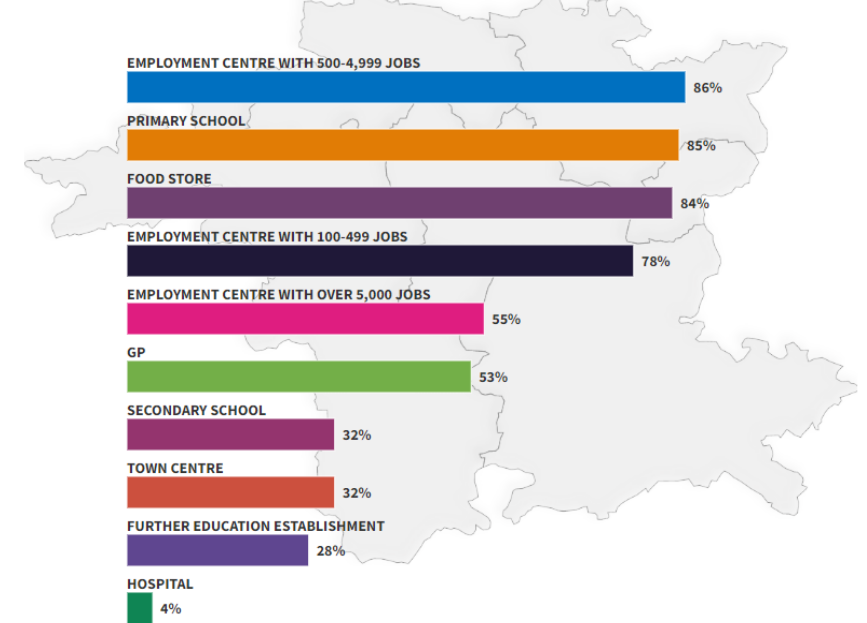 EMPLOYMENT CENTRE WITH 500-4,999 JOBS
86%
PRIMARY SCHOOL
85%
FOOD STORE
84%
EMPLOYMENT CENTRE WITH 100-499 JOBS
78%
EMPLOYMENT CENTRE WITH OVER 5,000 JOBS
55%
GP
53%
SECONDARY SCHOOL
32%
TOWN CENTRE
32%
FURTHER EDUCATION ESTABLISHMENT
28%
HOSPITAL
4%